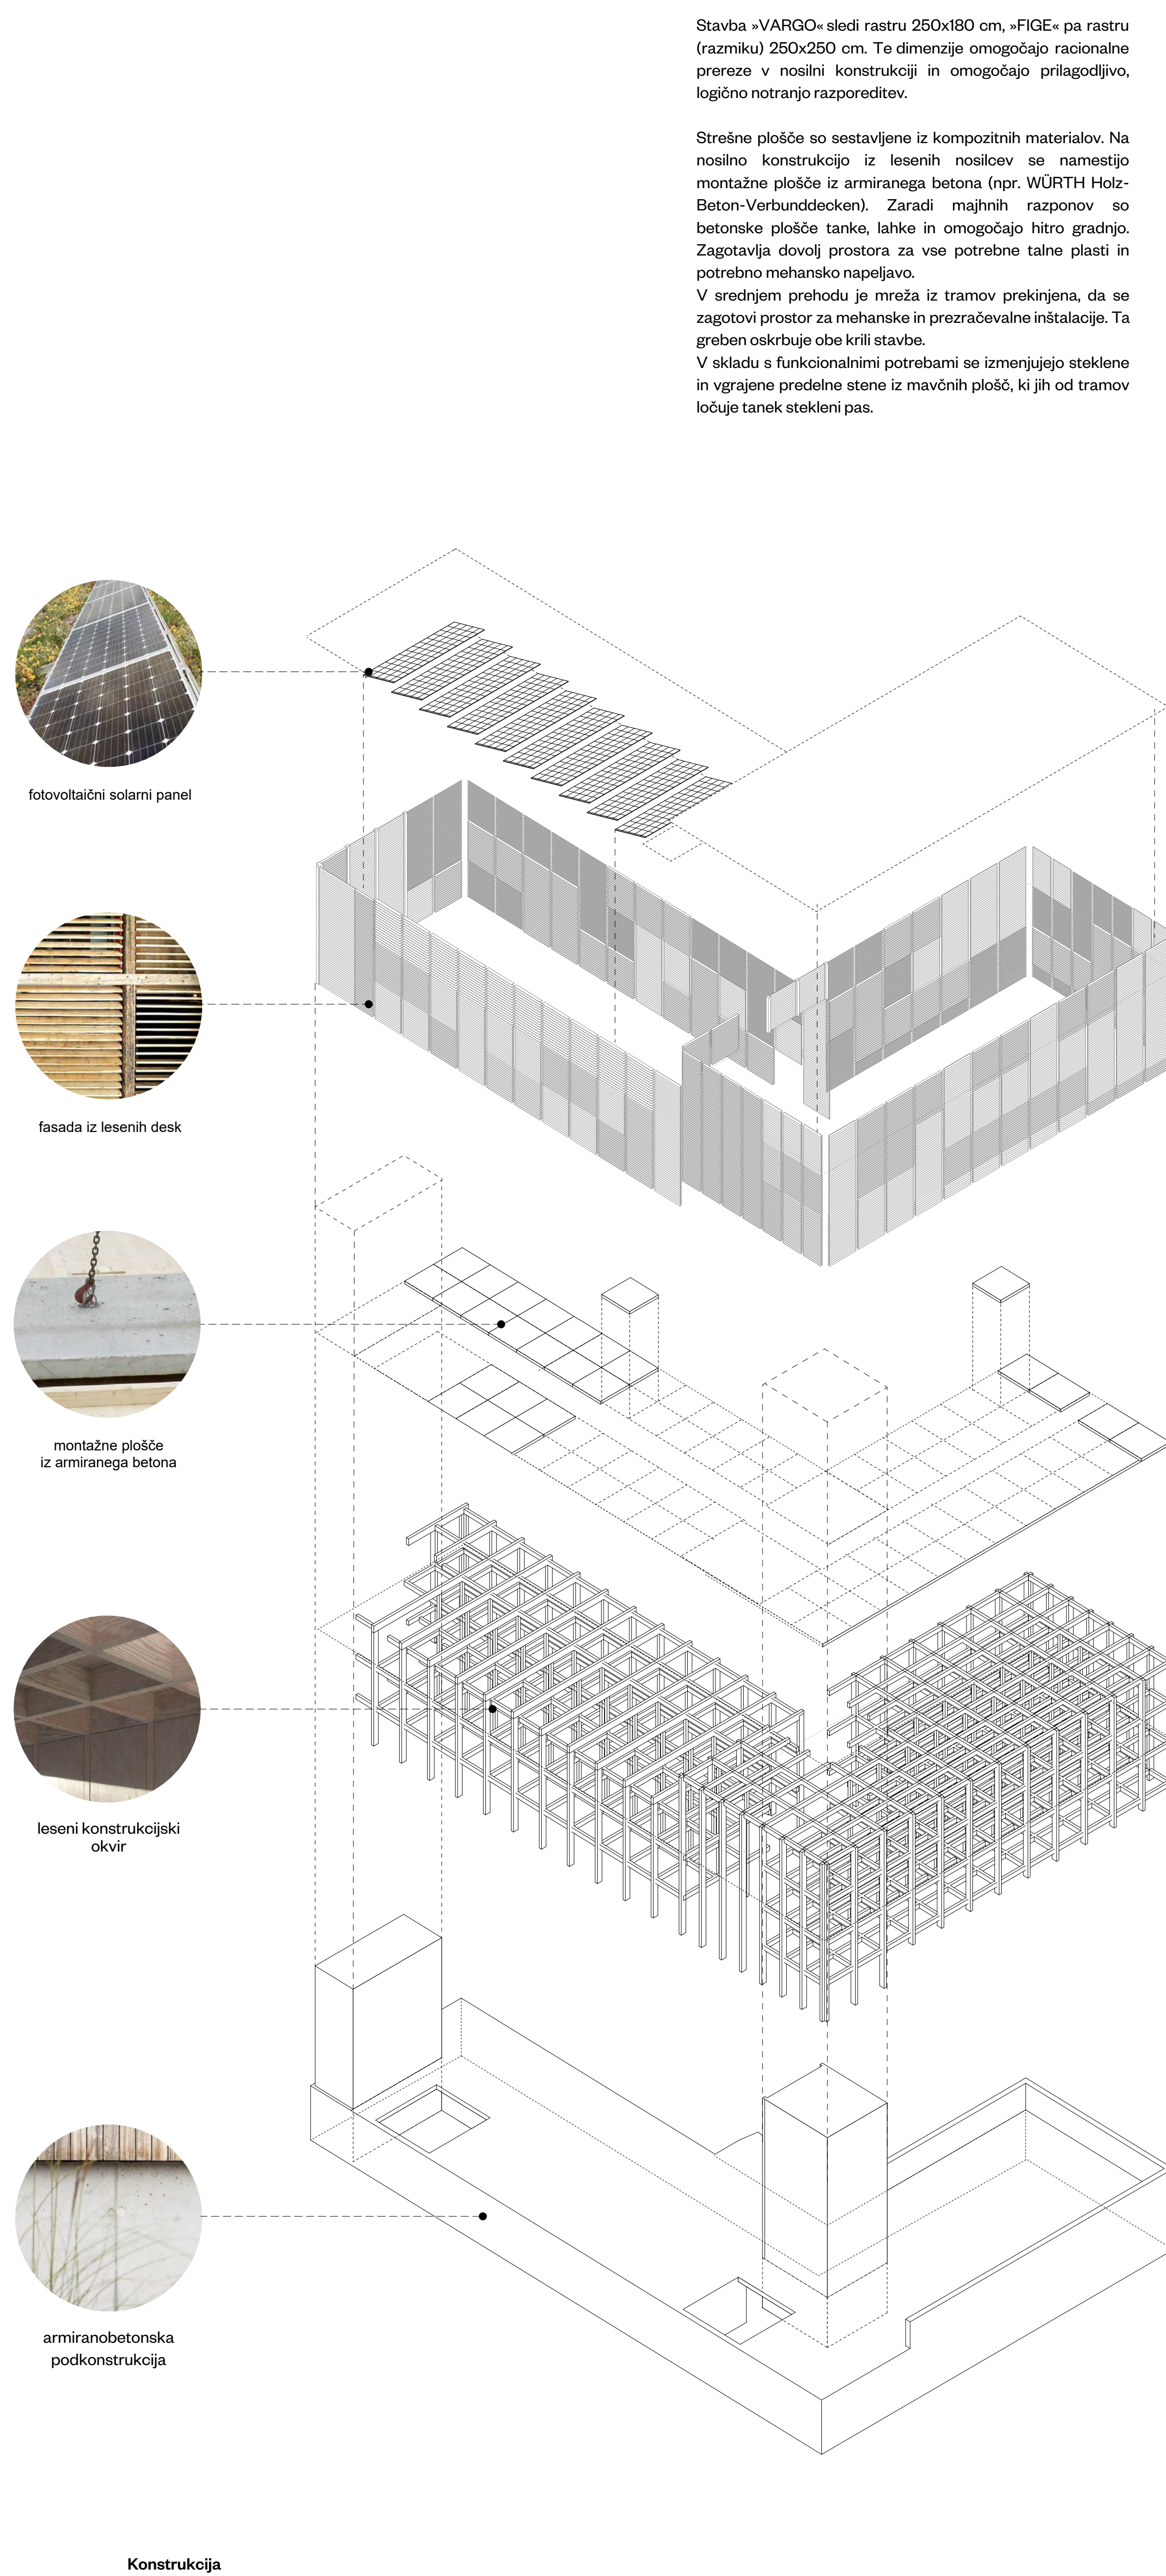 Stavba »VARGO« sledi rastru 250x180 cm, »FIGE« pa rastru
(razmiku) 250x250 cm. Te dimenzije omogočajo racionalne
prereze v nosilni konstrukciji in omogočajo prilagodljivo,
logično notranjo razporeditev.
Strešne plošče so sestavljene iz kompozitnih materialov. Na
nosilno konstrukcijo iz lesenih nosilcev se namestijo
montažne plošče iz armiranega betona (npr. WÜRTH Holz-
Beton-Verbunddecken). Zaradi majhnih razponov so
betonske plošče tanke, lahke in omogočajo hitro gradnjo.
Zagotavlja dovolj prostora za vse potrebne talne plasti in
potrebno mehansko napeljavo.
V srednjem prehodu je mreža iz tramov prekinjena, da se
zagotovi prostor za mehanske in prezračevalne inštalacije. Ta
greben oskrbuje obe krili stavbe.
V skladu s funkcionalnimi potrebami se izmenjujejo steklene
in vgrajene predelne stene iz mavčnih plošč, ki jih od tramov
ločuje tanek stekleni pas.
fotovoltaični solarni panel
fasada iz lesenih desk
montažne plošče
iz armiranega betona
leseni konstrukcijski
okvir
armiranobetonska
podkonstrukcija
Konstrukcija